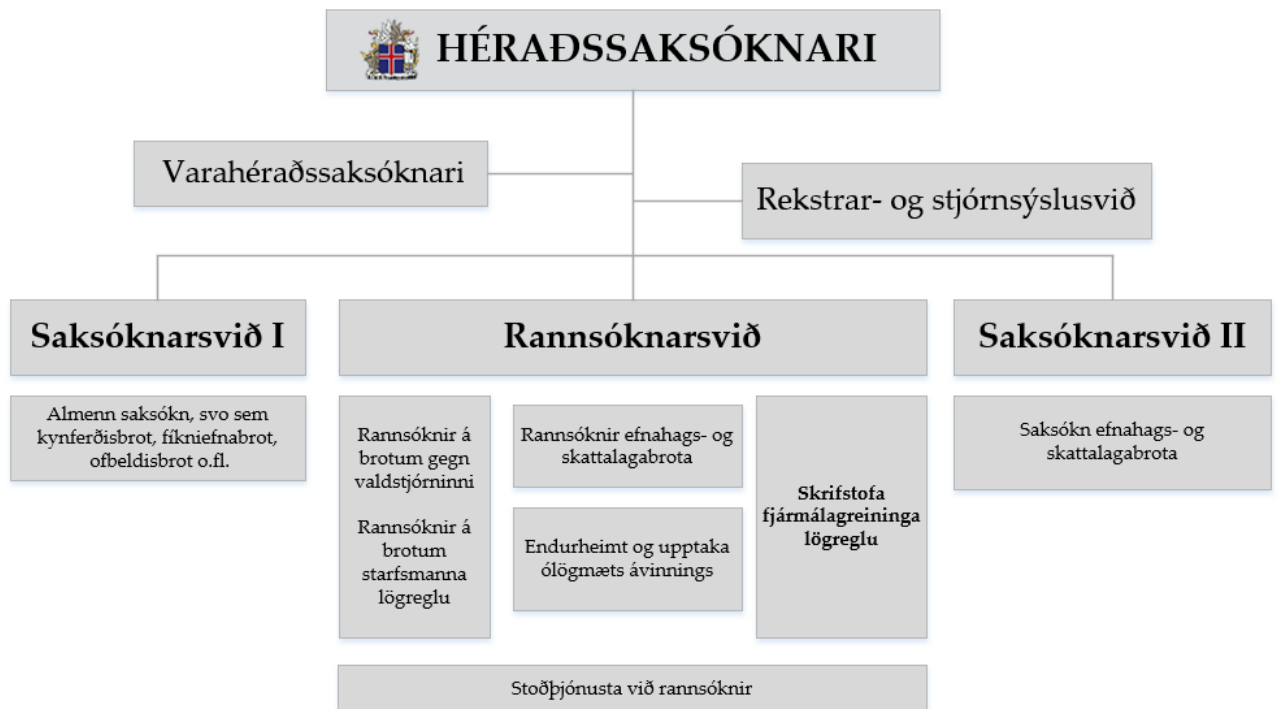 HÉRAÐSSAKSÓKNARI
Varahéraðssaksóknari
Rekstrar- og stjórnsýslusvið
Saksóknarsvið I
Rannsóknarsvið
Saksóknarsvið II
Almenn saksókn, svo sem
kynferðisbrot, fíkniefnabrot,
ofbeldisbrot o.fl.
Rannsóknir á
brotum gegn
valdstjórninni
Rannsóknir á
brotum
starfsmanna
lögreglu
Rannsóknir efnahags- og
skattalagabrota
Endurheimt og upptaka
ólögmæts ávinnings
Skrifstofa
fjármálagreininga
lögreglu
Saksókn efnahags- og
skattalagabrota
Stoðþjónusta við rannsóknir